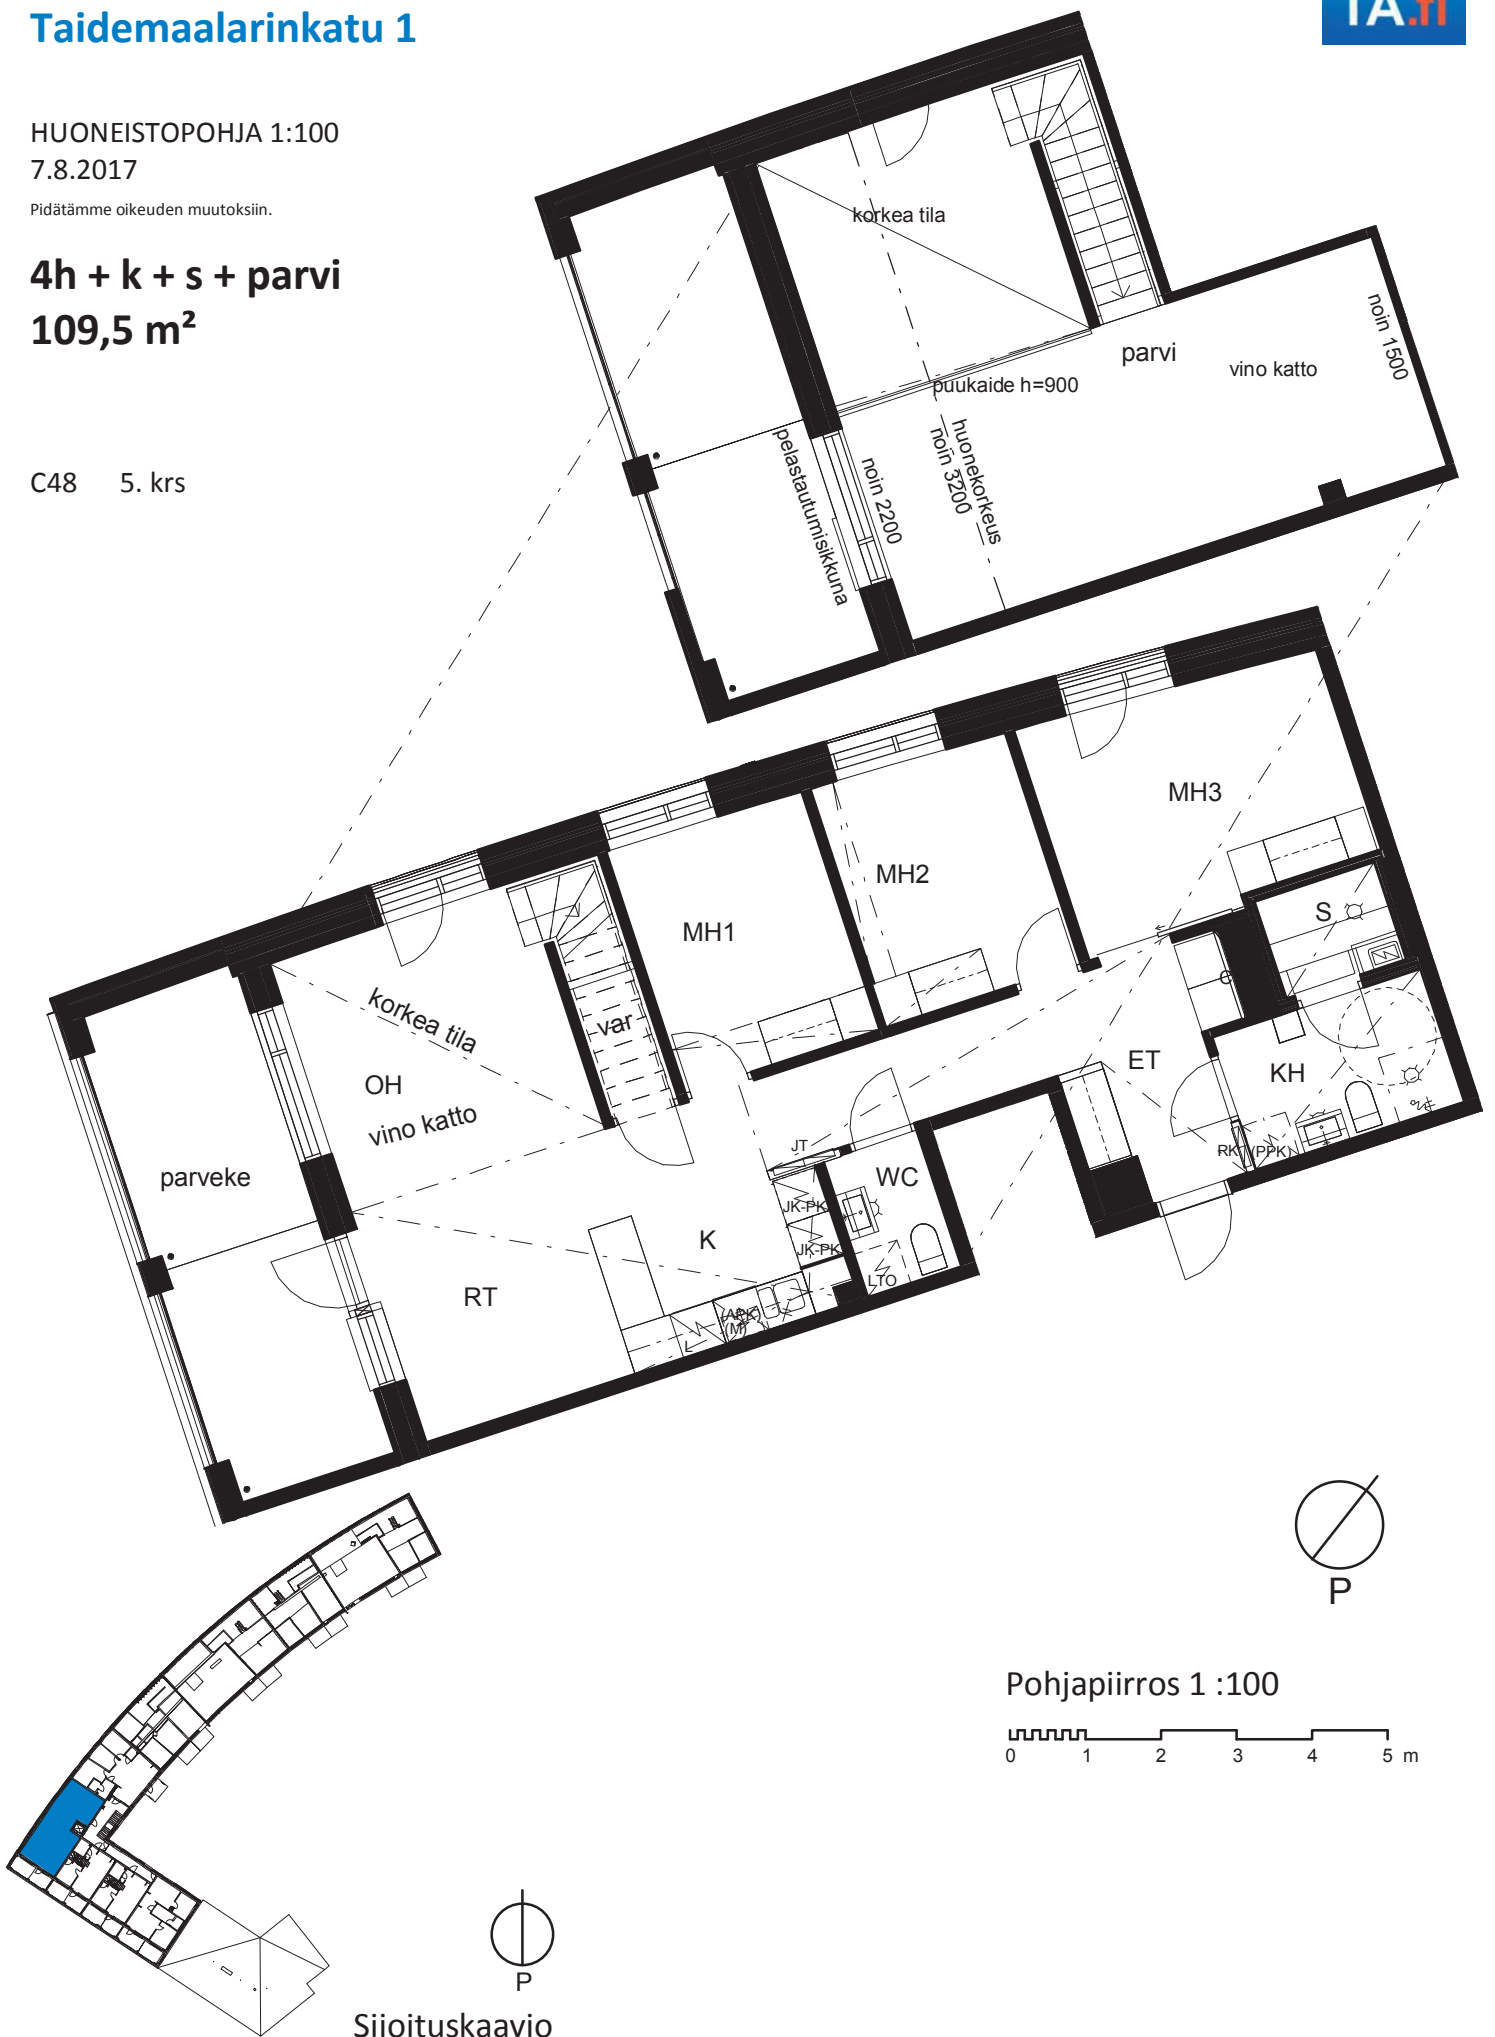 Taidemaalarinkatu 1
TA.fi
HUONEISTOPOHJA 1:100
7.8.2017
Pidätämme oikeuden muutoksiin.
4h + k + s + parvi
109,5 m²
C48 5. krs
korkea tila
parvi
vino katto
noin 1500
puukaide h=900
huonekorkeus
noin 3200
noin 2200
pelastautumisikkuna
MH3
MH2
MH1
S
korkea tila
var
OH
vino katto
ET
KH
parveke
JT
WC
RK
(PPK)
JK-PK
K
JK-PK
LTO
RT
(APK)
(M)
L
P
Pohjapiirros 1 :100
0 1 2 3 4 5 m
P
Sijoituskaavio